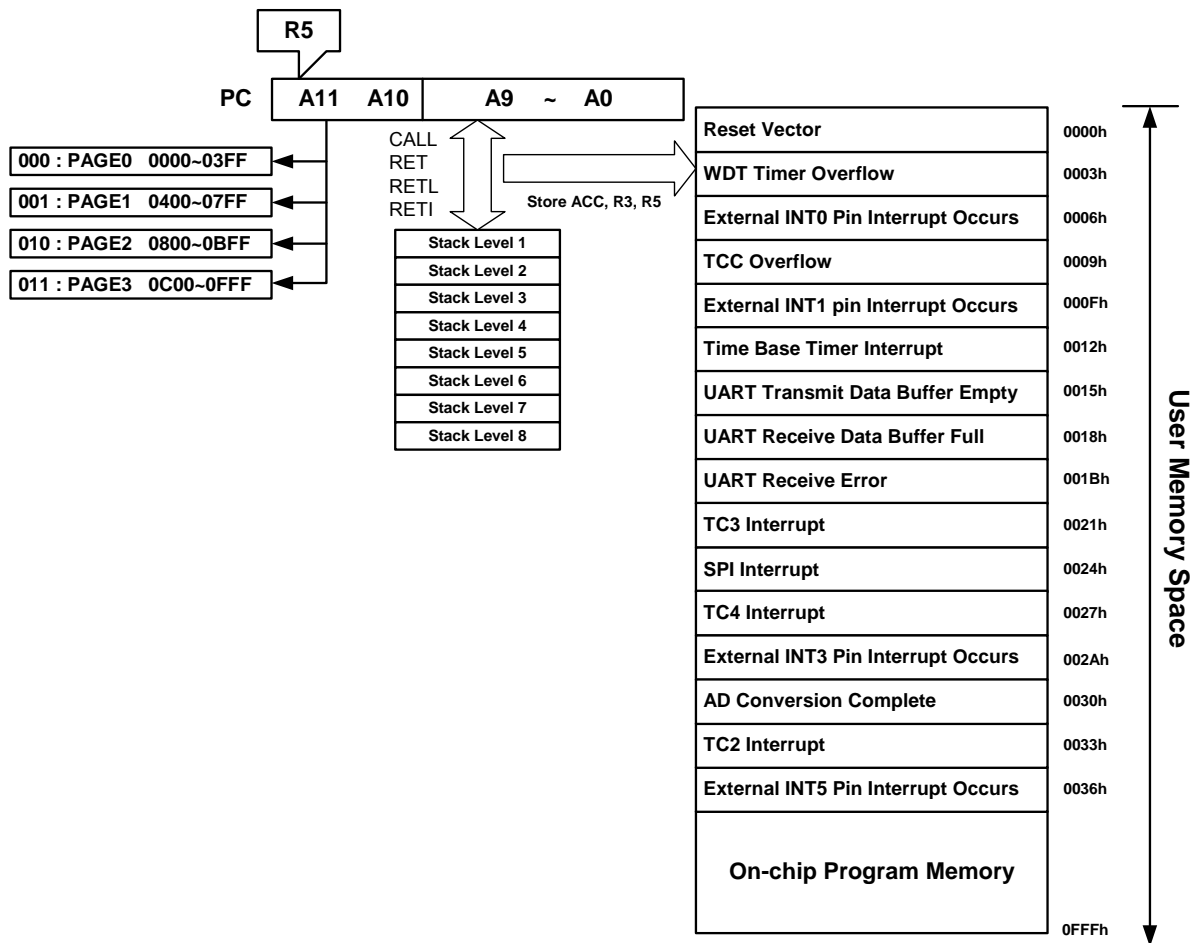 R5
PC A11 A10 A9 ~ A0
000 : PAGE0 0000~03FF
001 : PAGE1 0400~07FF
010 : PAGE2 0800~0BFF
011 : PAGE3 0C00~0FFF
CALL
RET
RETL
RETI
Store ACC, R3, R5
Stack Level 1
Stack Level 2
Stack Level 3
Stack Level 4
Stack Level 5
Stack Level 6
Stack Level 7
Stack Level 8
Reset Vector 0000h
WDT Timer Overflow 0003h
External INT0 Pin Interrupt Occurs 0006h
TCC Overflow 0009h
External INT1 pin Interrupt Occurs 000Fh
Time Base Timer Interrupt 0012h
UART Transmit Data Buffer Empty 0015h
UART Receive Data Buffer Full 0018h
UART Receive Error 001Bh
TC3 Interrupt 0021h
SPI Interrupt 0024h
TC4 Interrupt 0027h
External INT3 Pin Interrupt Occurs 002Ah
AD Conversion Complete 0030h
TC2 Interrupt 0033h
External INT5 Pin Interrupt Occurs 0036h
On-chip Program Memory
0FFFh
User Memory Space